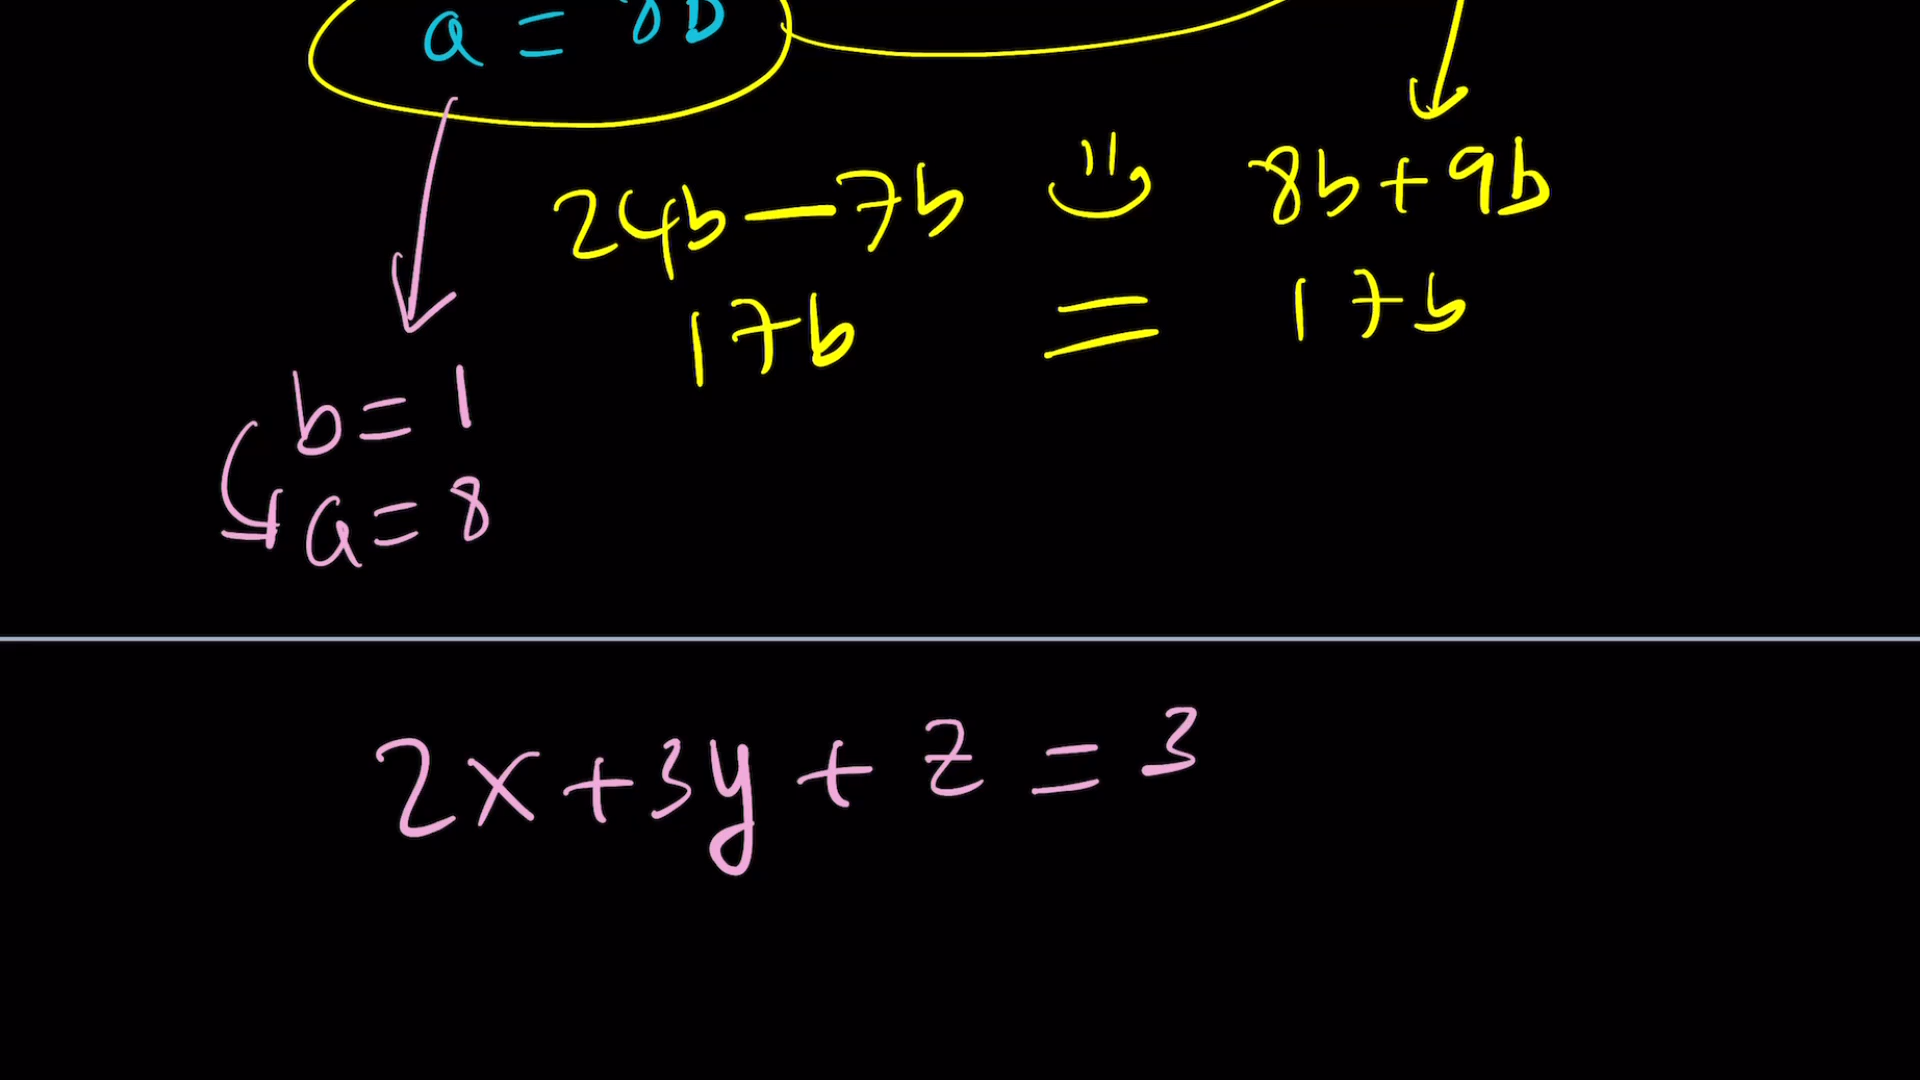 a = 8b
24b — 7b = 8b + 9b
17b = 17b
b = 1
a = 8
2x + 3y + z = 3